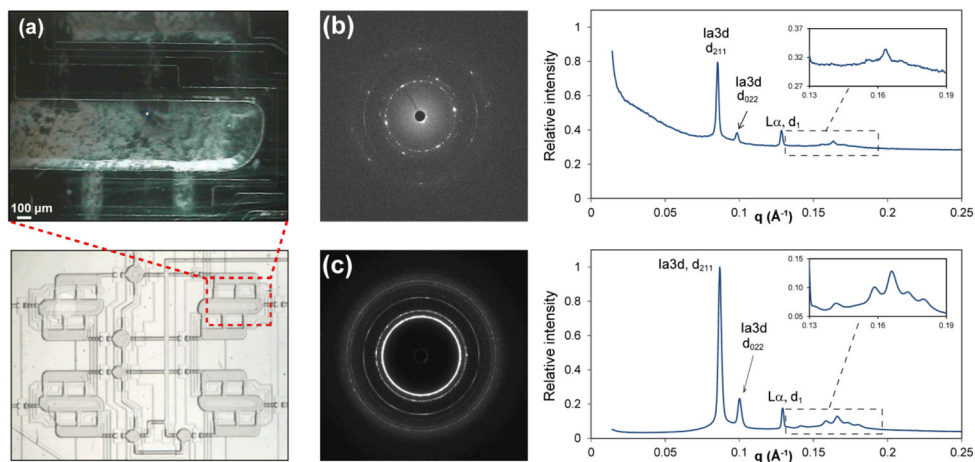 (a)
100 µm
(b)
Relative intensity
1
0.8
0.6
0.4
0.2
0
0
0.05
0.1
0.15
0.2
0.25
q (Å⁻¹)
Ia3d
d₂₁₁
Ia3d
d₀₂₂
Lα, d₁
0.37
0.32
0.27
0.13
0.16
0.19
(c)
Relative intensity
1
0.8
0.6
0.4
0.2
0
0
0.05
0.1
0.15
0.2
0.25
q (Å⁻¹)
Ia3d, d₂₁₁
Ia3d
d₀₂₂
Lα, d₁
0.15
0.10
0.05
0.13
0.16
0.19